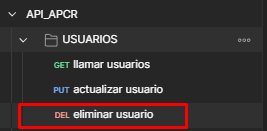 API_APCR
USUARIOS
GET llamar usuarios
PUT actualizar usuario
DEL eliminar usuario